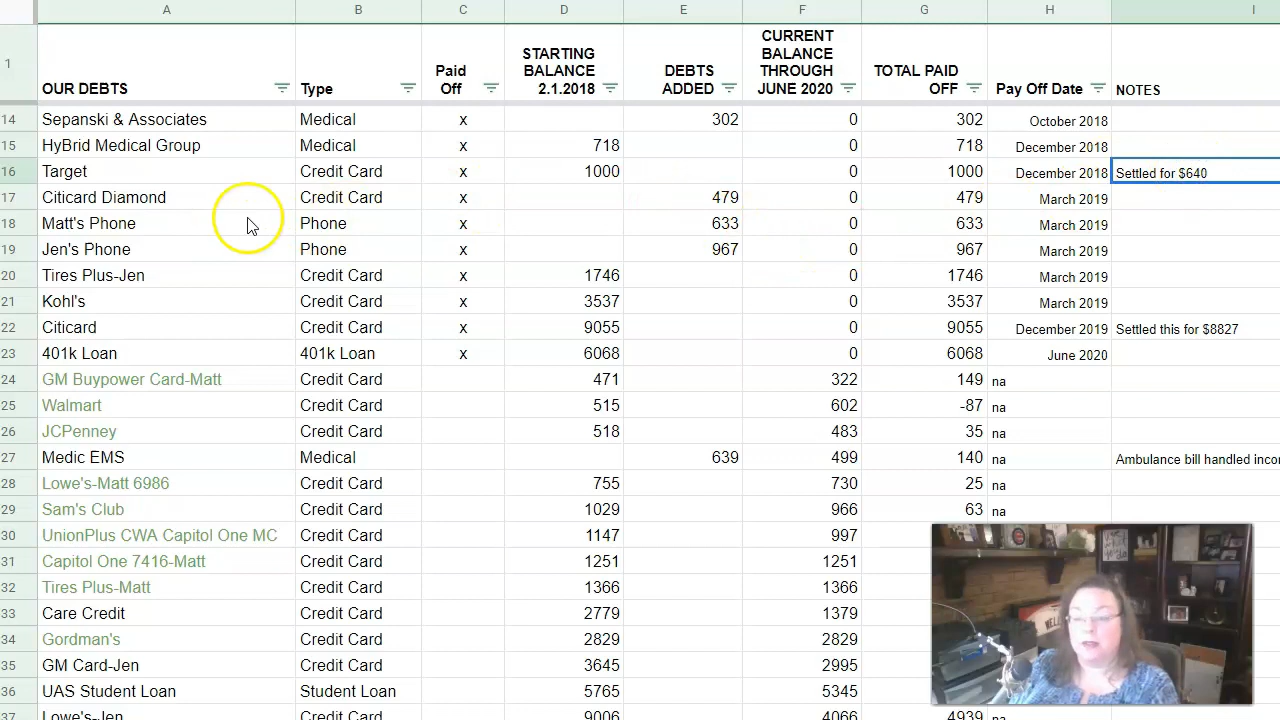 A B C D E F G H I
1 OUR DEBTS Type Paid Off STARTING BALANCE 2.1.2018 DEBTS ADDED CURRENT BALANCE THROUGH JUNE 2020 TOTAL PAID OFF Pay Off Date NOTES
14 Sepanski & Associates Medical x 302 0 302 October 2018
15 HyBrid Medical Group Medical x 718 0 718 December 2018
16 Target Credit Card x 1000 0 1000 December 2018 Settled for $640
17 Citicard Diamond Credit Card x 479 0 479 March 2019
18 Matt's Phone Phone x 633 0 633 March 2019
19 Jen's Phone Phone x 967 0 967 March 2019
20 Tires Plus-Jen Credit Card x 1746 0 1746 March 2019
21 Kohl's Credit Card x 3537 0 3537 March 2019
22 Citicard Credit Card x 9055 0 9055 December 2019 Settled this for $8827
23 401k Loan 401k Loan x 6068 0 6068 June 2020
24 GM Buypower Card-Matt Credit Card 471 322 149 na
25 Walmart Credit Card 515 602 -87 na
26 JCPenney Credit Card 518 483 35 na
27 Medic EMS Medical 639 499 140 na Ambulance bill handled inco
28 Lowe's-Matt 6986 Credit Card 755 730 25 na
29 Sam's Club Credit Card 1029 966 63 na
30 UnionPlus CWA Capitol One MC Credit Card 1147 997
31 Capitol One 7416-Matt Credit Card 1251 1251
32 Tires Plus-Matt Credit Card 1366 1366
33 Care Credit Credit Card 2779 1379
34 Gordman's Credit Card 2829 2829
35 GM Card-Jen Credit Card 3645 2995
36 UAS Student Loan Student Loan 5765 5345
37 Lowe's-Jen Credit Card 9006 4066 4939 na